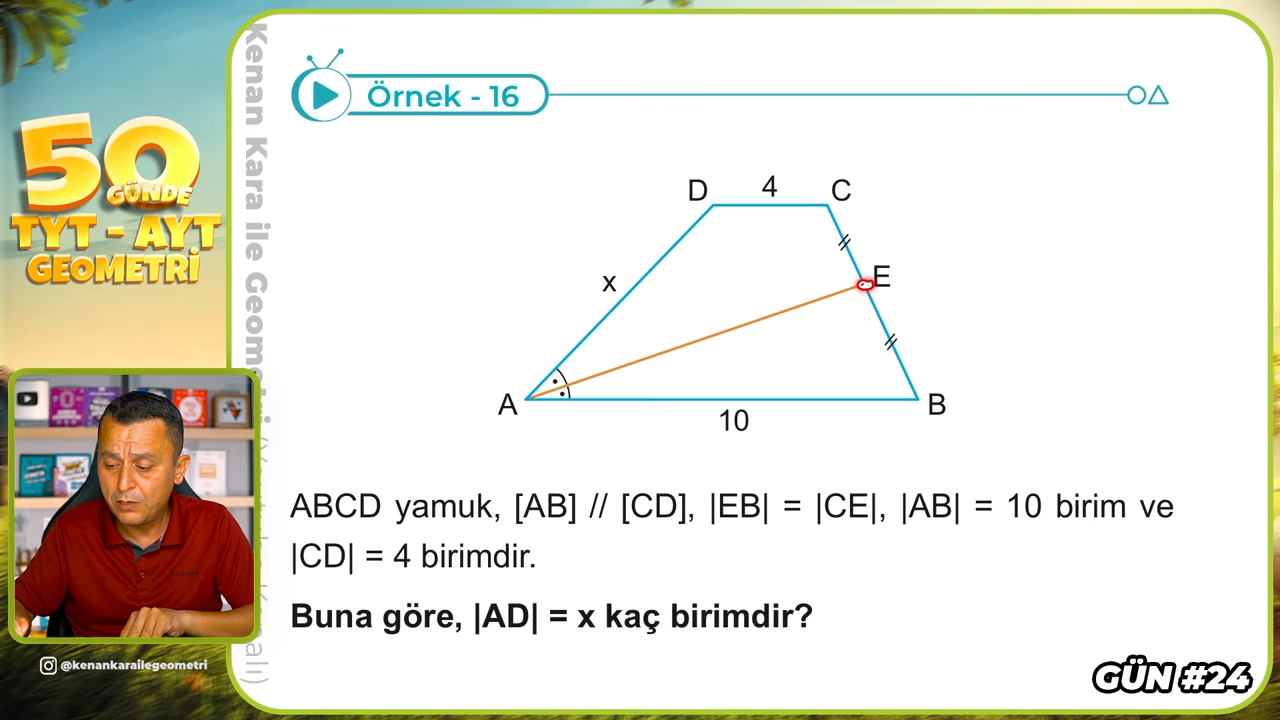 Kenan Kara ile Geometri
Örnek - 16
50
GÜNDE
TYT - AYT
GEOMETRİ
D
4
C
E
x
A
10
B
ABCD yamuk, [AB] // [CD], |EB| = |CE|, |AB| = 10 birim ve
|CD| = 4 birimdir.
Buna göre, |AD| = x kaç birimdir?
@kenankarailegeometri
GÜN #24